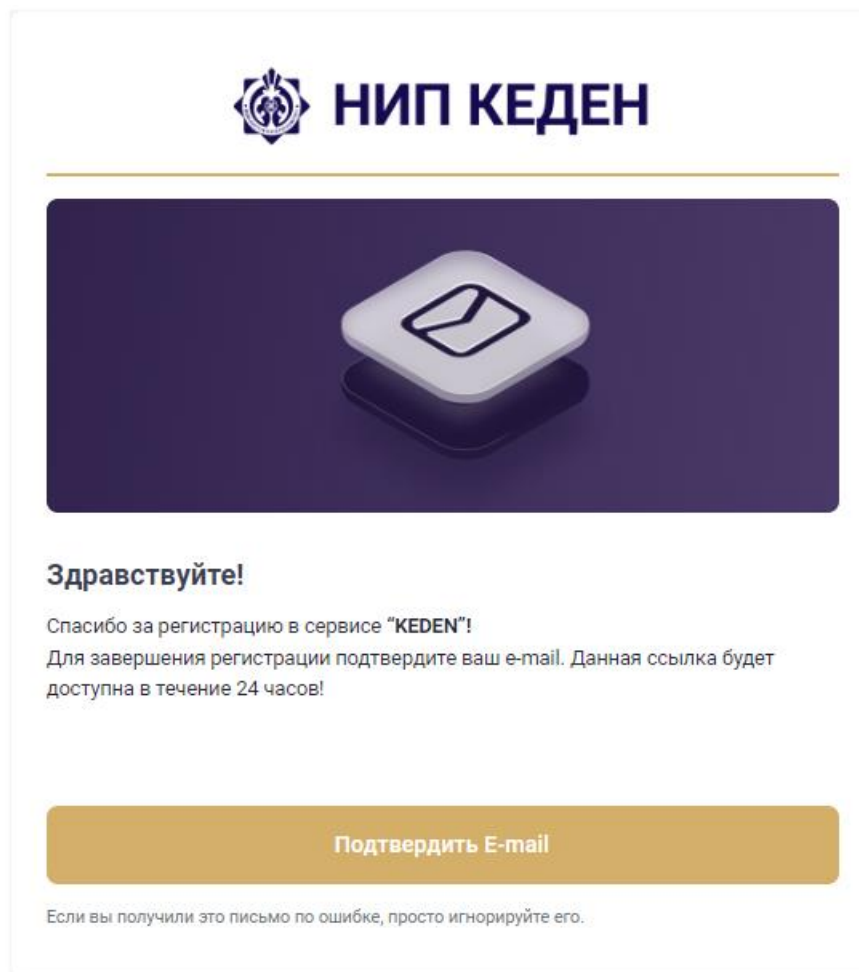 НИП КЕДЕН
Здравствуйте!
Спасибо за регистрацию в сервисе “KEDEN”!
Для завершения регистрации подтвердите ваш e-mail. Данная ссылка будет
доступна в течение 24 часов!
Подтвердить E-mail
Если вы получили это письмо по ошибке, просто игнорируйте его.